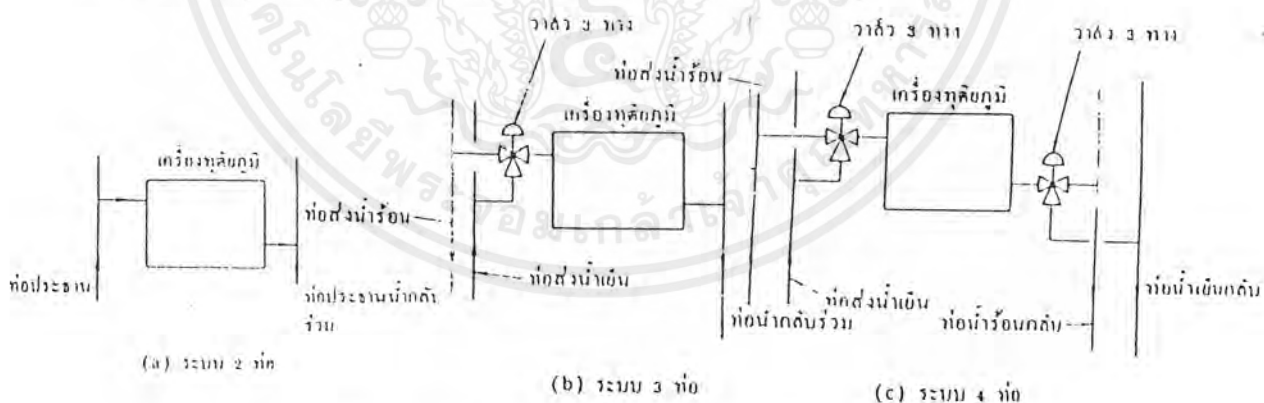 เครื่องทุติยภูมิ
ท่อประธาน
ท่อประธานน้ำกลับ
ร่วม
(a) ระบบ 2 ท่อ
วาล์ว 3 ทาง
เครื่องทุติยภูมิ
ท่อส่งน้ำร้อน
ท่อส่งน้ำเย็น
ท่อน้ำกลับร่วม
(b) ระบบ 3 ท่อ
วาล์ว 3 ทาง
วาล์ว 3 ทาง
ท่อส่งน้ำร้อน
เครื่องทุติยภูมิ
ท่อส่งน้ำเย็น
ท่อน้ำร้อนกลับ
ท่อน้ำเย็นกลับ
(c) ระบบ 4 ท่อ